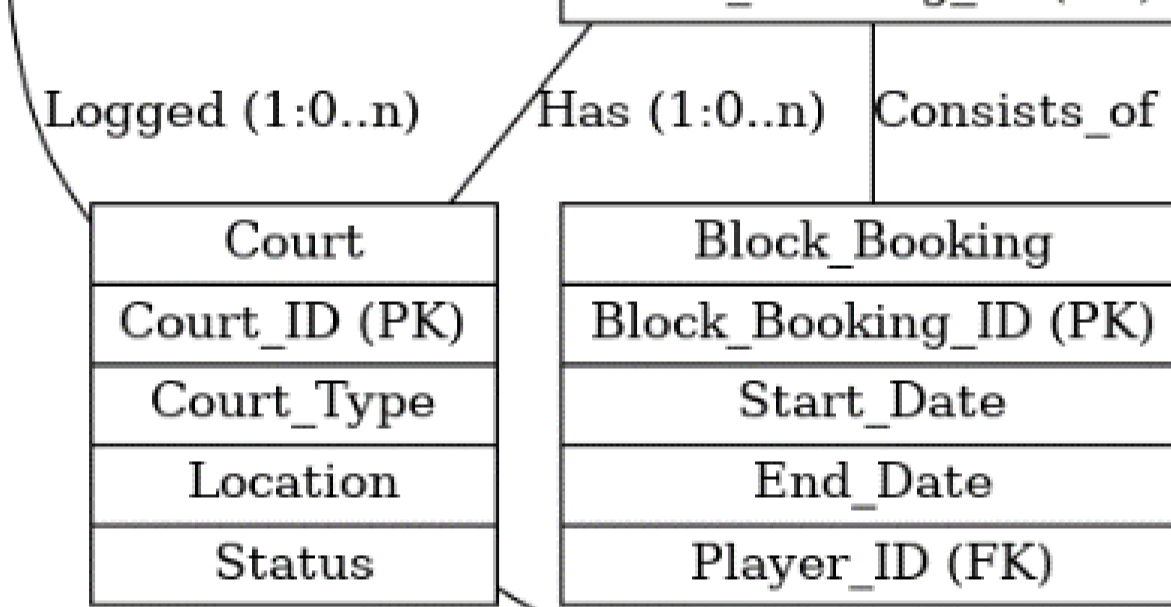 Logged (1:0..n)
Has (1:0..n)
Consists_of
Court
Court_ID (PK)
Court_Type
Location
Status
Block_Booking
Block_Booking_ID (PK)
Start_Date
End_Date
Player_ID (FK)